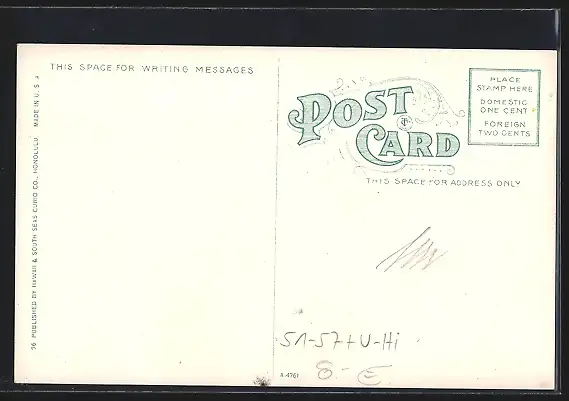 THIS SPACE FOR WRITING MESSAGES
POST CARD
THIS SPACE FOR ADDRESS ONLY
PLACE
STAMP HERE
DOMESTIC
ONE CENT
FOREIGN
TWO CENTS
76 PUBLISHED BY HAWAII & SOUTH SEAS CURIO CO., HONOLULU. MADE IN U.S.A
51-57+U-Hi
8- E
A-4761